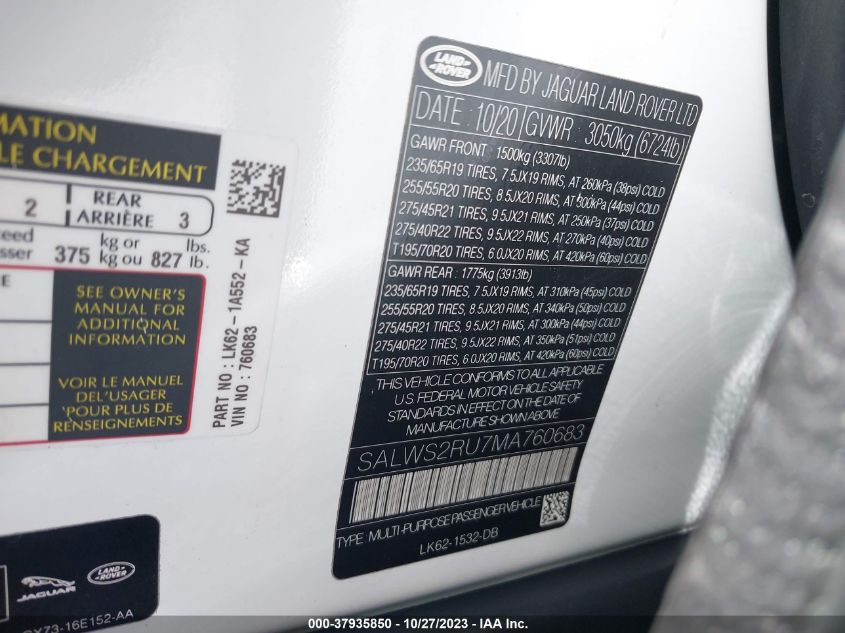 LAND ROVER
MFD BY JAGUAR LAND ROVER LTD
DATE: 10/20 GVWR : 3050kg (6724lb)
GAWR FRONT : 1500kg (3307lb)
235/65R19 TIRES, 7.5JX19 RIMS, AT 260kPa (38psi) COLD
255/55R20 TIRES, 8.5JX20 RIMS, AT 300kPa (44psi) COLD
275/45R21 TIRES, 9.5JX21 RIMS, AT 250kPa (37psi) COLD
275/40R22 TIRES, 9.5JX22 RIMS, AT 270kPa (40psi) COLD
T195/70R20 TIRES, 6.0JX20 RIMS, AT 420kPa (60psi) COLD
GAWR REAR : 1775kg (3913lb)
235/65R19 TIRES, 7.5JX19 RIMS, AT 310kPa (45psi) COLD
255/55R20 TIRES, 8.5JX20 RIMS, AT 340kPa (50psi) COLD
275/45R21 TIRES, 9.5JX21 RIMS, AT 300kPa (44psi) COLD
275/40R22 TIRES, 9.5JX22 RIMS, AT 350kPa (51psi) COLD
T195/70R20 TIRES, 6.0JX20 RIMS, AT 420kPa (60psi) COLD
THIS VEHICLE CONFORMS TO ALL APPLICABLE
U.S. FEDERAL MOTOR VEHICLE SAFETY
STANDARDS IN EFFECT ON THE DATE OF
MANUFACTURE SHOWN ABOVE
SALWS2RU7MA760683
TYPE: MULTI-PURPOSE PASSENGER VEHICLE
LK62-1532-DB
MATION
LE CHARGEMENT
2 REAR
ARRIÈRE 3
375 kg or
kg ou 827 lbs.
lb.
SEE OWNER'S
MANUAL FOR
ADDITIONAL
INFORMATION
VOIR LE MANUEL
DEL'USAGER
POUR PLUS DE
RENSEIGNEMENTS
PART NO : LK62-1A552-KA
VIN NO : 760683
JAGUAR
LAND ROVER
X73-16E152-AA
000-37935850 | 10/27/2023 | Copyright IAA, Inc.